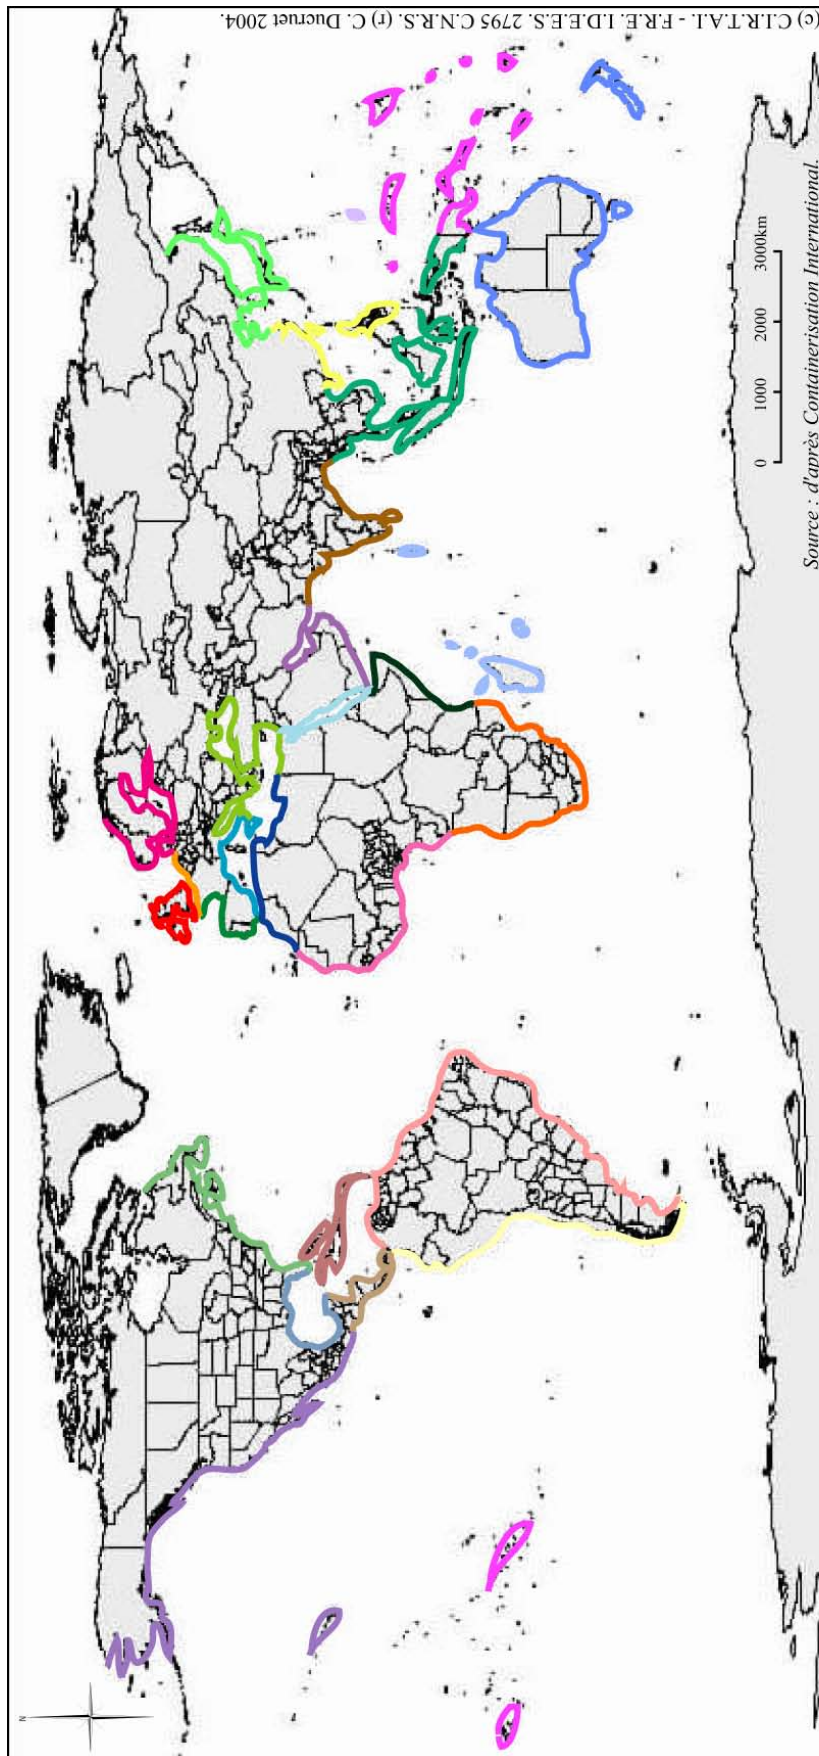 (c) C.I.R.T.A.I. - F.R.E. I.D.E.E.S. 2795 C.N.R.S. (r) C. Ducruet 2004.
0 1000 2000 3000km
Source : d'après Containerisation International.
N